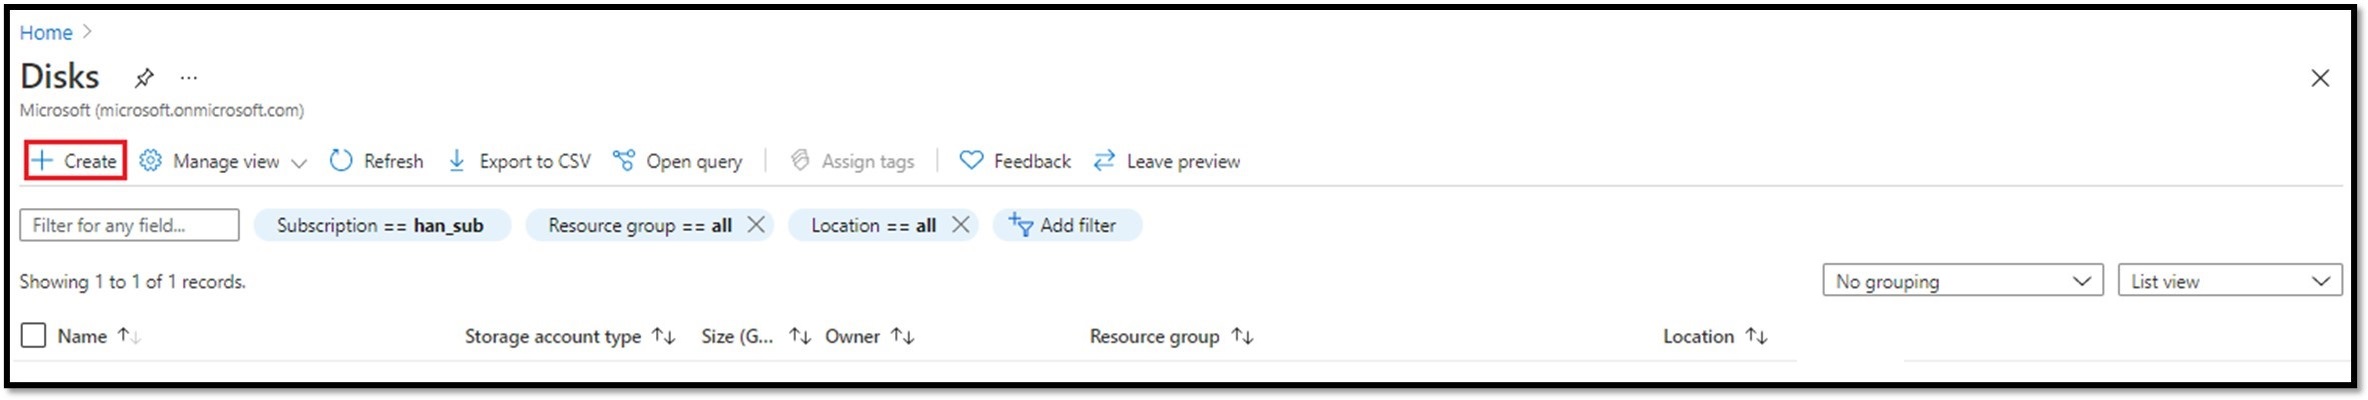 Home
Disks
Microsoft (microsoft.onmicrosoft.com)
Create Manage view Refresh Export to CSV Open query Assign tags Feedback Leave preview
Filter for any field... Subscription == han_sub Resource group == all Location == all Add filter
Showing 1 to 1 of 1 records. No grouping List view
Name Storage account type Size (G... Owner Resource group Location